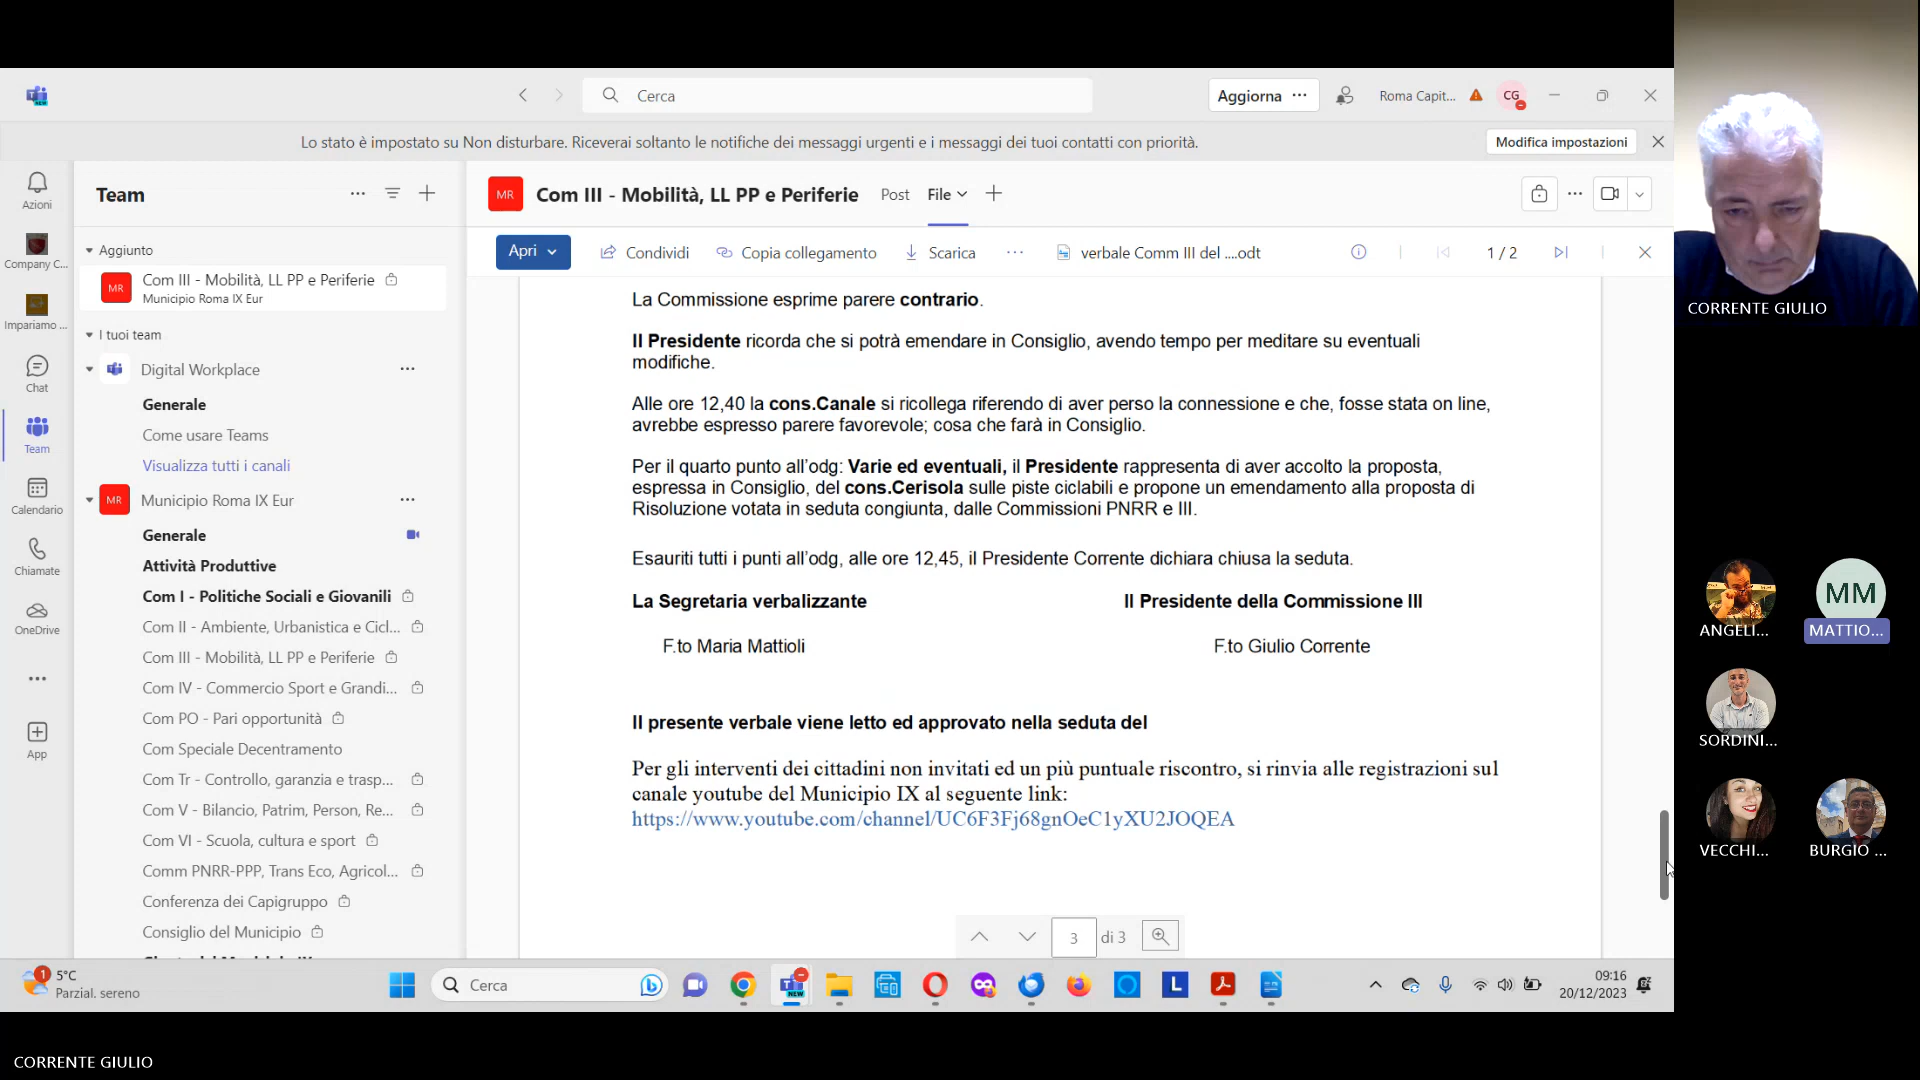 Cerca
Aggiorna ...
Roma Capit...
CG
Lo stato è impostato su Non disturbare. Riceverai soltanto le notifiche dei messaggi urgenti e i messaggi dei tuoi contatti con priorità.
Modifica impostazioni
Azioni
Company C...
Impariamo ...
Chat
Team
Calendario
Chiamate
OneDrive
App
Team
Aggiunto
MR
Com III - Mobilità, LL PP e Periferie
Municipio Roma IX Eur
I tuoi team
Digital Workplace
Generale
Come usare Teams
Visualizza tutti i canali
MR
Municipio Roma IX Eur
Generale
Attività Produttive
Com I - Politiche Sociali e Giovanili
Com II - Ambiente, Urbanistica e Cicl...
Com III - Mobilità, LL PP e Periferie
Com IV - Commercio Sport e Grandi...
Com PO - Pari opportunità
Com Speciale Decentramento
Com Tr - Controllo, garanzia e trasp...
Com V - Bilancio, Patrim, Person, Re...
Com VI - Scuola, cultura e sport
Comm PNRR-PPP, Trans Eco, Agricol...
Conferenza dei Capigruppo
Consiglio del Municipio
MR
Com III - Mobilità, LL PP e Periferie
Post
File
Apri
Condividi
Copia collegamento
Scarica
verbale Comm III del ....odt
1 / 2
La Commissione esprime parere contrario.
Il Presidente ricorda che si potrà emendare in Consiglio, avendo tempo per meditare su eventuali
modifiche.
Alle ore 12,40 la cons.Canale si ricollega riferendo di aver perso la connessione e che, fosse stata on line,
avrebbe espresso parere favorevole; cosa che farà in Consiglio.
Per il quarto punto all'odg: Varie ed eventuali, il Presidente rappresenta di aver accolto la proposta,
espressa in Consiglio, del cons.Cerisola sulle piste ciclabili e propone un emendamento alla proposta di
Risoluzione votata in seduta congiunta, dalle Commissioni PNRR e III.
Esauriti tutti i punti all'odg, alle ore 12,45, il Presidente Corrente dichiara chiusa la seduta.
La Segretaria verbalizzante
Il Presidente della Commissione III
F.to Maria Mattioli
F.to Giulio Corrente
Il presente verbale viene letto ed approvato nella seduta del
Per gli interventi dei cittadini non invitati ed un più puntuale riscontro, si rinvia alle registrazioni sul
canale youtube del Municipio IX al seguente link:
https://www.youtube.com/channel/UC6F3Fj68gnOeC1yXU2JOQEA
3
di 3
CORRENTE GIULIO
ANGELI...
MM
MATTIO...
SORDINI...
VECCHI...
BURGIO ...
1
5°C
Parzial. sereno
Cerca
NEW
L
09:16
20/12/2023
CORRENTE GIULIO